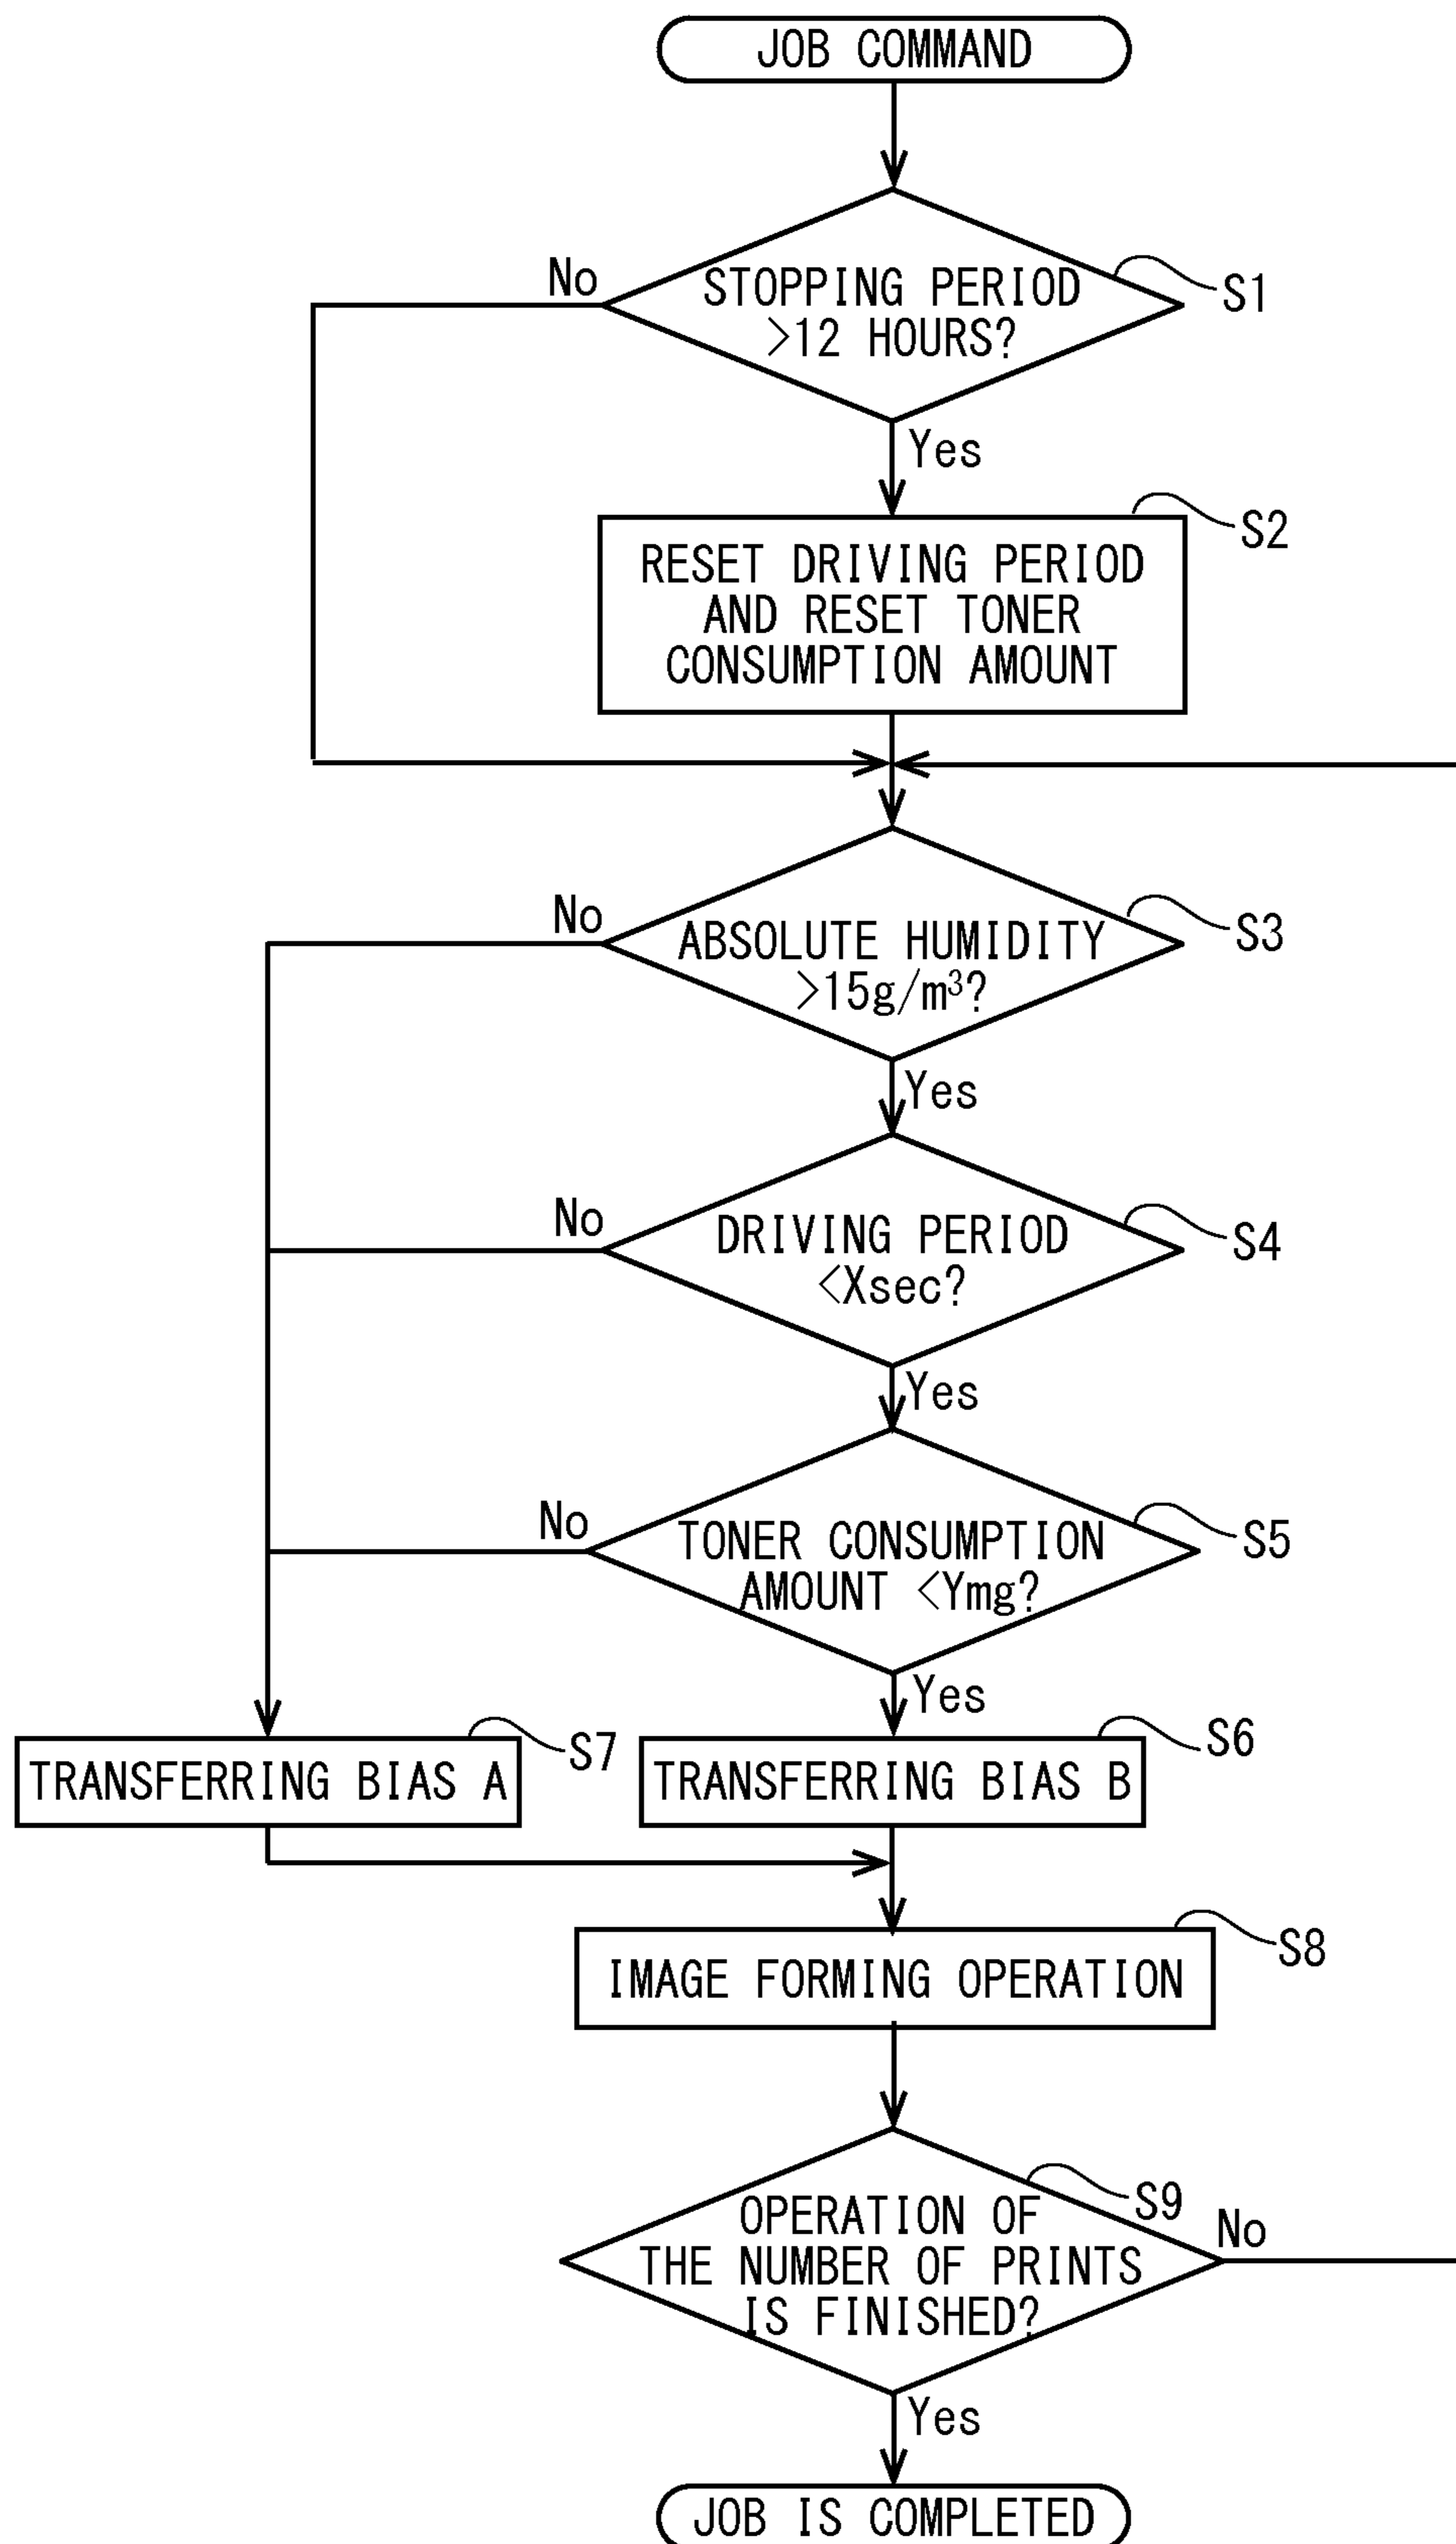 JOB COMMAND
No
STOPPING PERIOD
>12 HOURS?
S1
Yes
S2
RESET DRIVING PERIOD
AND RESET TONER
CONSUMPTION AMOUNT
No
ABSOLUTE HUMIDITY
>15g/m³?
S3
Yes
No
DRIVING PERIOD
<Xsec?
S4
Yes
No
TONER CONSUMPTION
AMOUNT <Ymg?
S5
Yes
S7
S6
TRANSFERRING BIAS A
TRANSFERRING BIAS B
S8
IMAGE FORMING OPERATION
S9
No
OPERATION OF
THE NUMBER OF PRINTS
IS FINISHED?
Yes
JOB IS COMPLETED